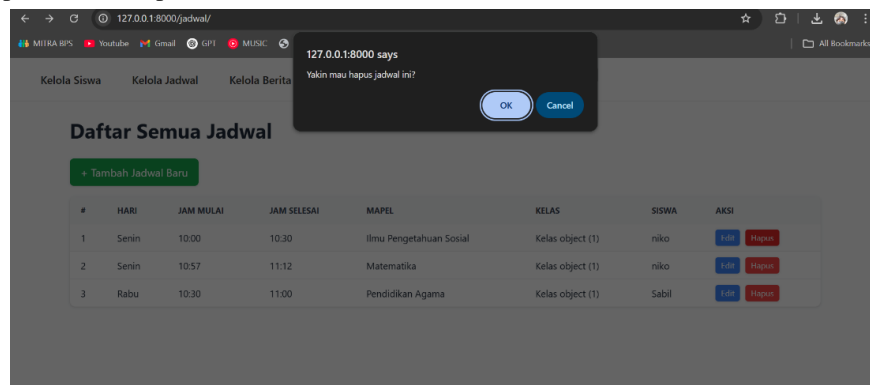 127.0.0.1:8000/jadwal/
MITRA BPS Youtube Gmail GPT MUSIC All Bookmarks
127.0.0.1:8000 says
Yakin mau hapus jadwal ini?
OK Cancel
Kelola Siswa Kelola Jadwal Kelola Berita
Daftar Semua Jadwal
+ Tambah Jadwal Baru
# HARI JAM MULAI JAM SELESAI MAPEL KELAS SISWA AKSI
1 Senin 10:00 10:30 Ilmu Pengetahuan Sosial Kelas object (1) niko Edit Hapus
2 Senin 10:57 11:12 Matematika Kelas object (1) niko Edit Hapus
3 Rabu 10:30 11:00 Pendidikan Agama Kelas object (1) Sabil Edit Hapus